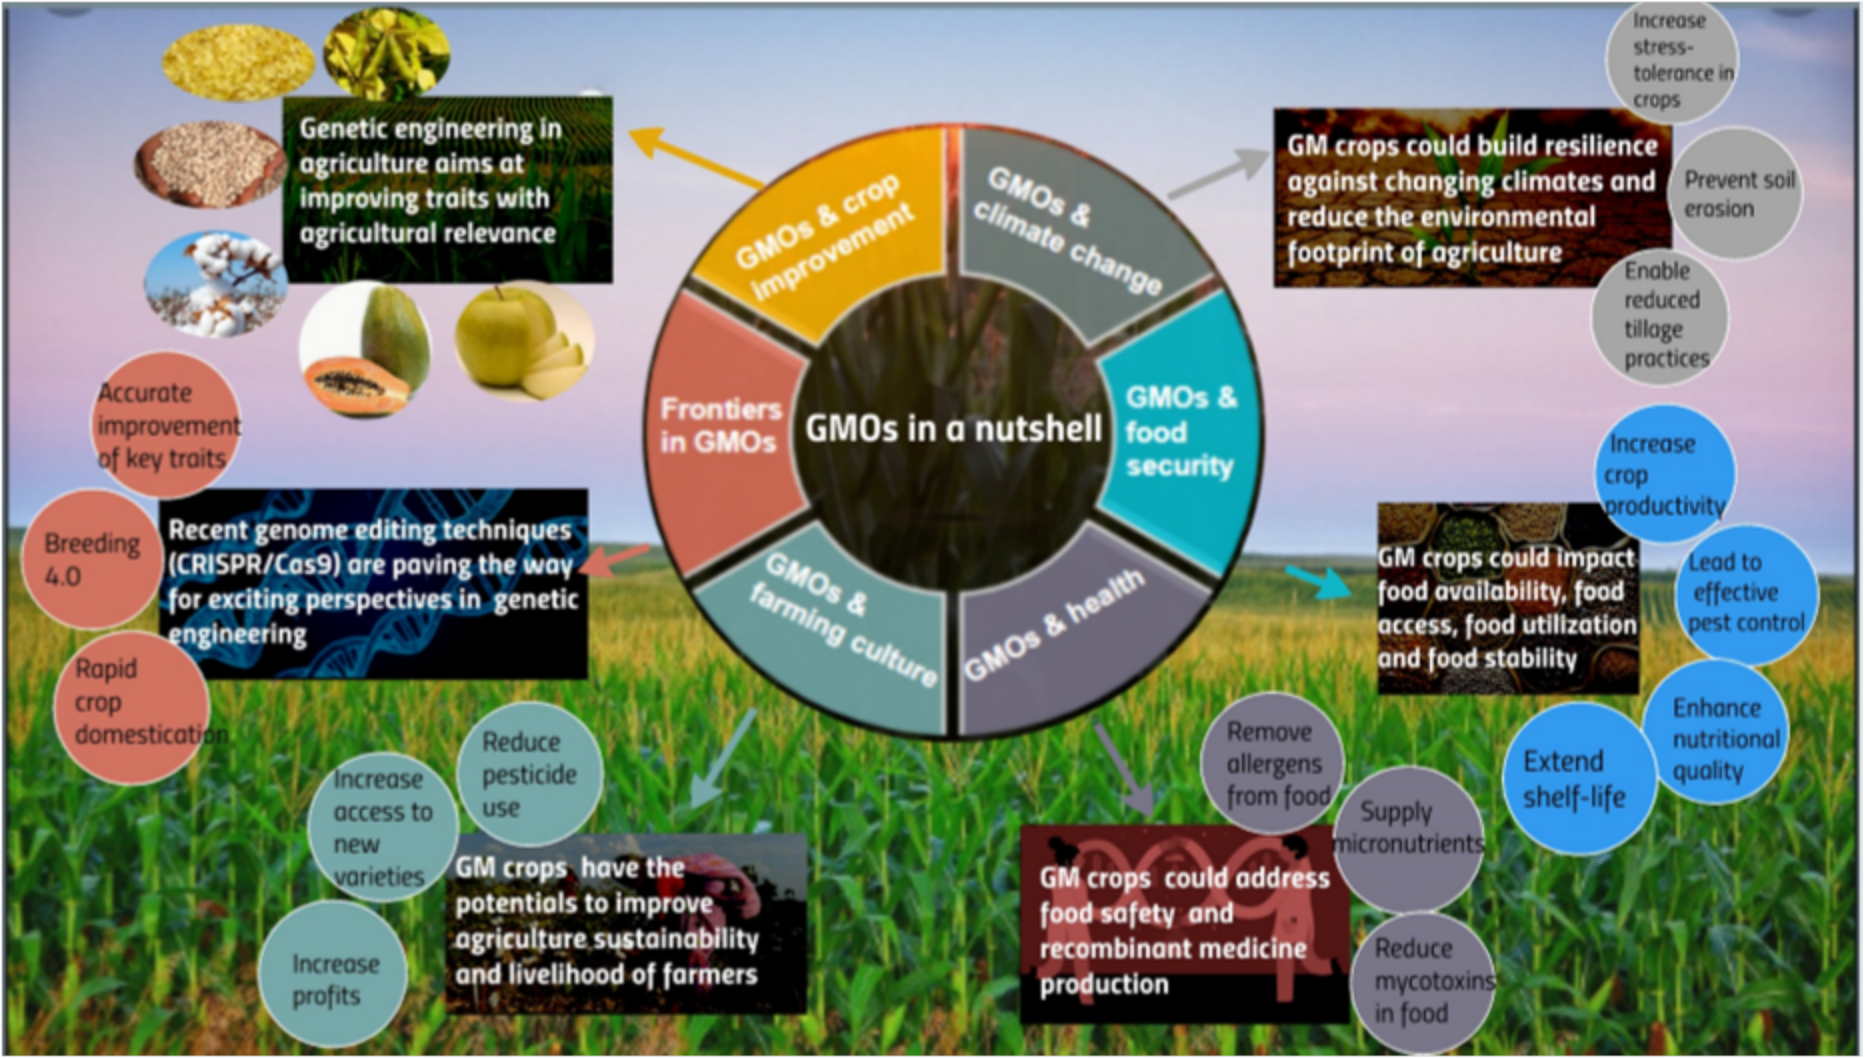 GMOs in a nutshell
GMOs & crop
improvement
Genetic engineering in
agriculture aims at
improving traits with
agricultural relevance
GMOs &
climate change
GM crops could build resilience
against changing climates and
reduce the environmental
footprint of agriculture
Increase
stress-
tolerance in
crops
Prevent soil
erosion
Enable
reduced
tillage
practices
GMOs &
food
security
GM crops could impact
food availability, food
access, food utilization
and food stability
Increase
crop
productivity
Lead to
effective
pest control
Enhance
nutritional
quality
Extend
shelf-life
GMOs & health
GM crops could address
food safety and
recombinant medicine
production
Remove
allergens
from food
Supply
micronutrients
Reduce
mycotoxins
in food
GMOs &
farming culture
GM crops have the
potentials to improve
agriculture sustainability
and livelihood of farmers
Reduce
pesticide
use
Increase
access to
new
varieties
Increase
profits
Frontiers
in GMOs
Recent genome editing techniques
(CRISPR/Cas9) are paving the way
for exciting perspectives in genetic
engineering
Accurate
improvement
of key traits
Breeding
4.0
Rapid
crop
domestication